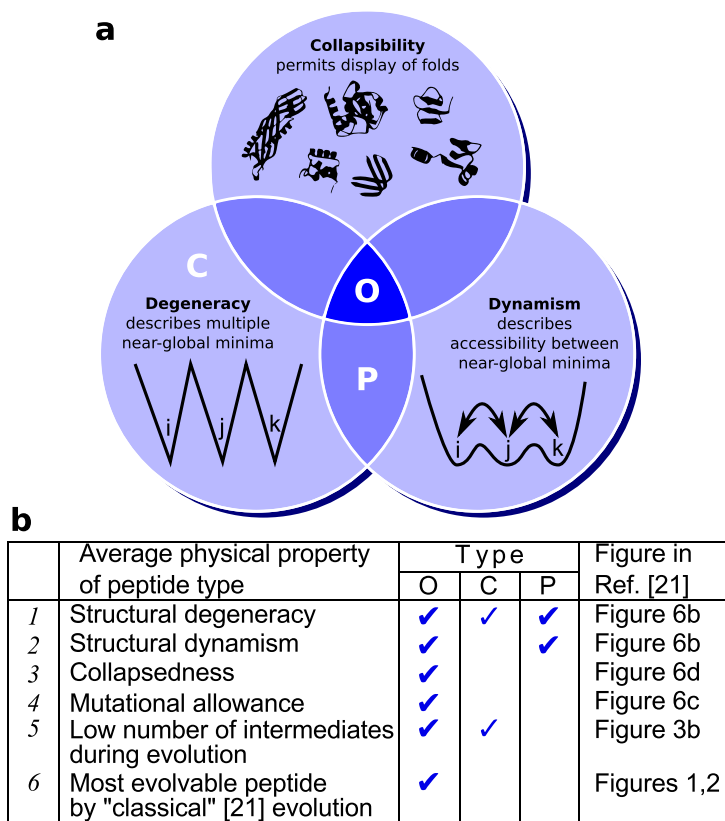 a
Collapsibility
permits display of folds
C
Degeneracy
describes multiple
near-global minima
i j k
O
P
Dynamism
describes
accessibility between
near-global minima
i j k
b
Average physical property of peptide type
Type
O C P
Figure in Ref. [21]
1 Structural degeneracy ✔ ✓ ✔ Figure 6b
2 Structural dynamism ✔ ✔ Figure 6b
3 Collapsedness ✔ Figure 6d
4 Mutational allowance ✔ Figure 6c
5 Low number of intermediates ✔ ✓ Figure 3b
during evolution
6 Most evolvable peptide ✔ Figures 1,2
by "classical" [21] evolution